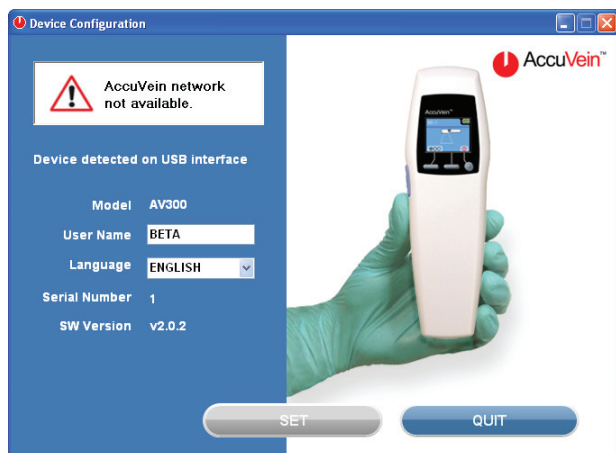 Device Configuration
AccuVein™
AccuVein network
not available.
AccuVein™
Device detected on USB interface
Model AV300
User Name BETA
Language ENGLISH
Serial Number 1
SW Version v2.0.2
SET
QUIT